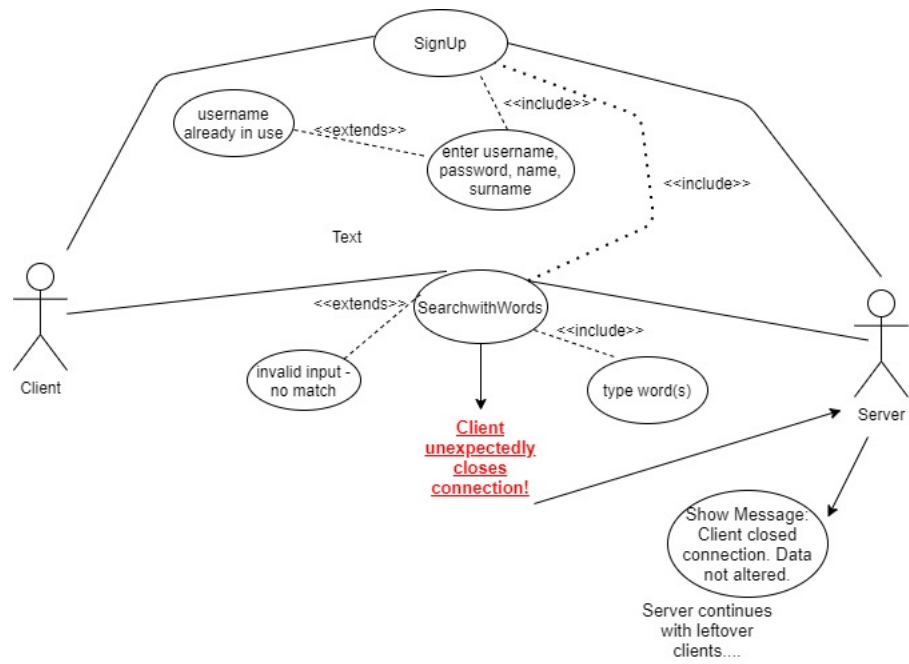 SignUp
<<include>>
username
already in use
<<extends>>
enter username,
password, name,
surname
<<include>>
Text
<<extends>>
SearchwithWords
<<include>>
invalid input -
no match
type word(s)
Client
Server
Client
unexpectedly
closes
connection!
Show Message:
Client closed
connection. Data
not altered.
Server continues
with leftover
clients....